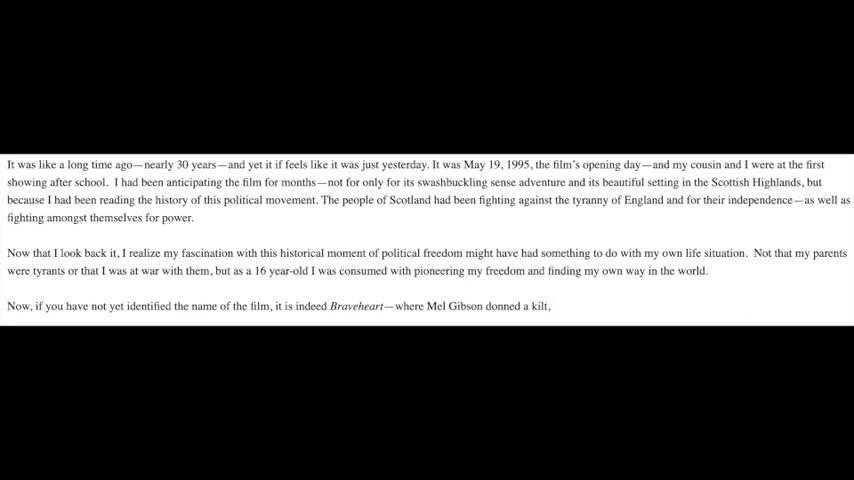 It was like a long time ago—nearly 30 years—and yet it if feels like it was just yesterday. It was May 19, 1995, the film's opening day—and my cousin and I were at the first
showing after school.  I had been anticipating the film for months—not for only for its swashbuckling sense adventure and its beautiful setting in the Scottish Highlands, but
because I had been reading the history of this political movement. The people of Scotland had been fighting against the tyranny of England and for their independence—as well as
fighting amongst themselves for power.
Now that I look back it, I realize my fascination with this historical moment of political freedom might have had something to do with my own life situation.  Not that my parents
were tyrants or that I was at war with them, but as a 16 year-old I was consumed with pioneering my freedom and finding my own way in the world.
Now, if you have not yet identified the name of the film, it is indeed Braveheart—where Mel Gibson donned a kilt,